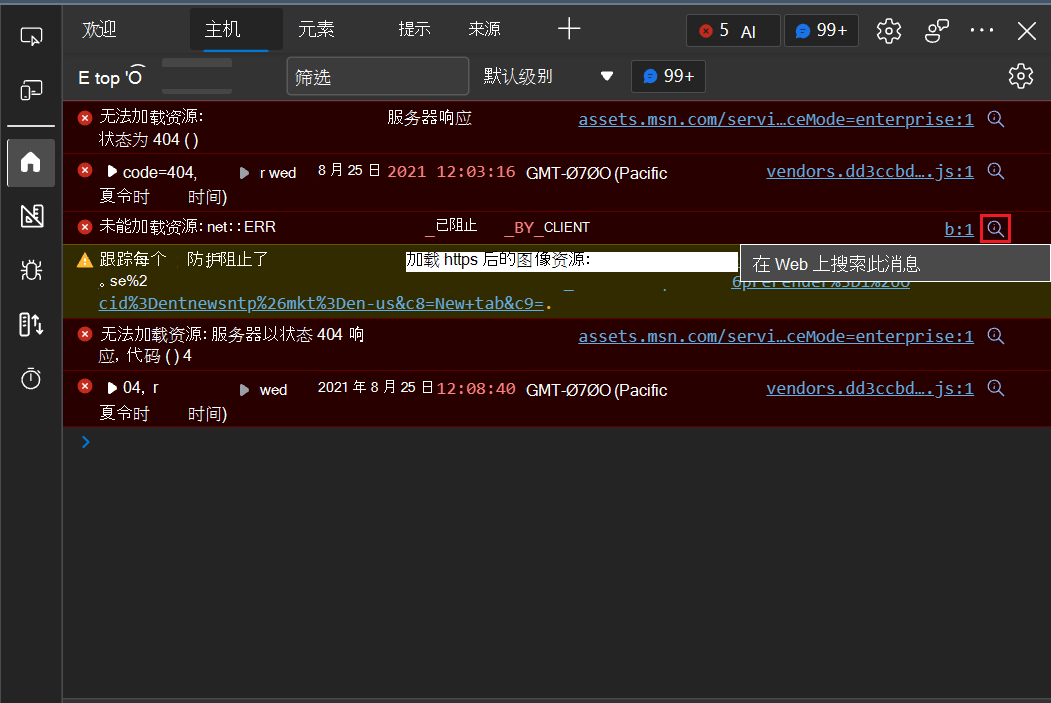 欢迎 主机 元素 提示 来源 5 AI 99+
E top 'O 筛选 默认级别 99+
无法加载资源: 服务器响应 assets.msn.com/servi…ceMode=enterprise:1
状态为 404 ( )
code=404, r wed 8 月 25 日 2021 12:03:16 GMT-Ø7ØO (Pacific vendors.dd3ccbd….js:1
夏令时 时间)
未能加载资源: net::ERR _已阻止 _BY_CLIENT b:1
跟踪每个 防护阻止了 加载 https 后的图像资源: 在 Web 上搜索此消息
。se%2
cid%3Dentnewsntp%26mkt%3Den-us&c8=New+tab&c9=.
无法加载资源: 服务器以状态 404 响 assets.msn.com/servi…ceMode=enterprise:1
应, 代码 ( ) 4
04, r wed 2021 年 8 月 25 日 12:08:40 GMT-Ø7ØO (Pacific vendors.dd3ccbd….js:1
夏令时 时间)